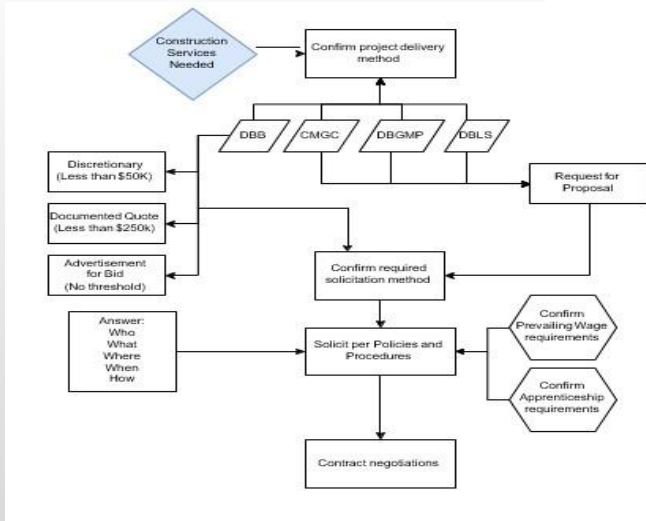 Construction
Services
Needed
Confirm project delivery
method
DBB
CMGC
DBGMP
DBLS
Discretionary
(Less than $50K)
Request for
Proposal
Documented Quote
(Less than $250k)
Advertisement
for Bid
(No threshold)
Confirm required
solicitation method
Answer:
Who
What
Where
When
How
Solicit per Policies and
Procedures
Confirm
Prevailing Wage
requirements
Confirm
Apprenticeship
requirements
Contract negotiations